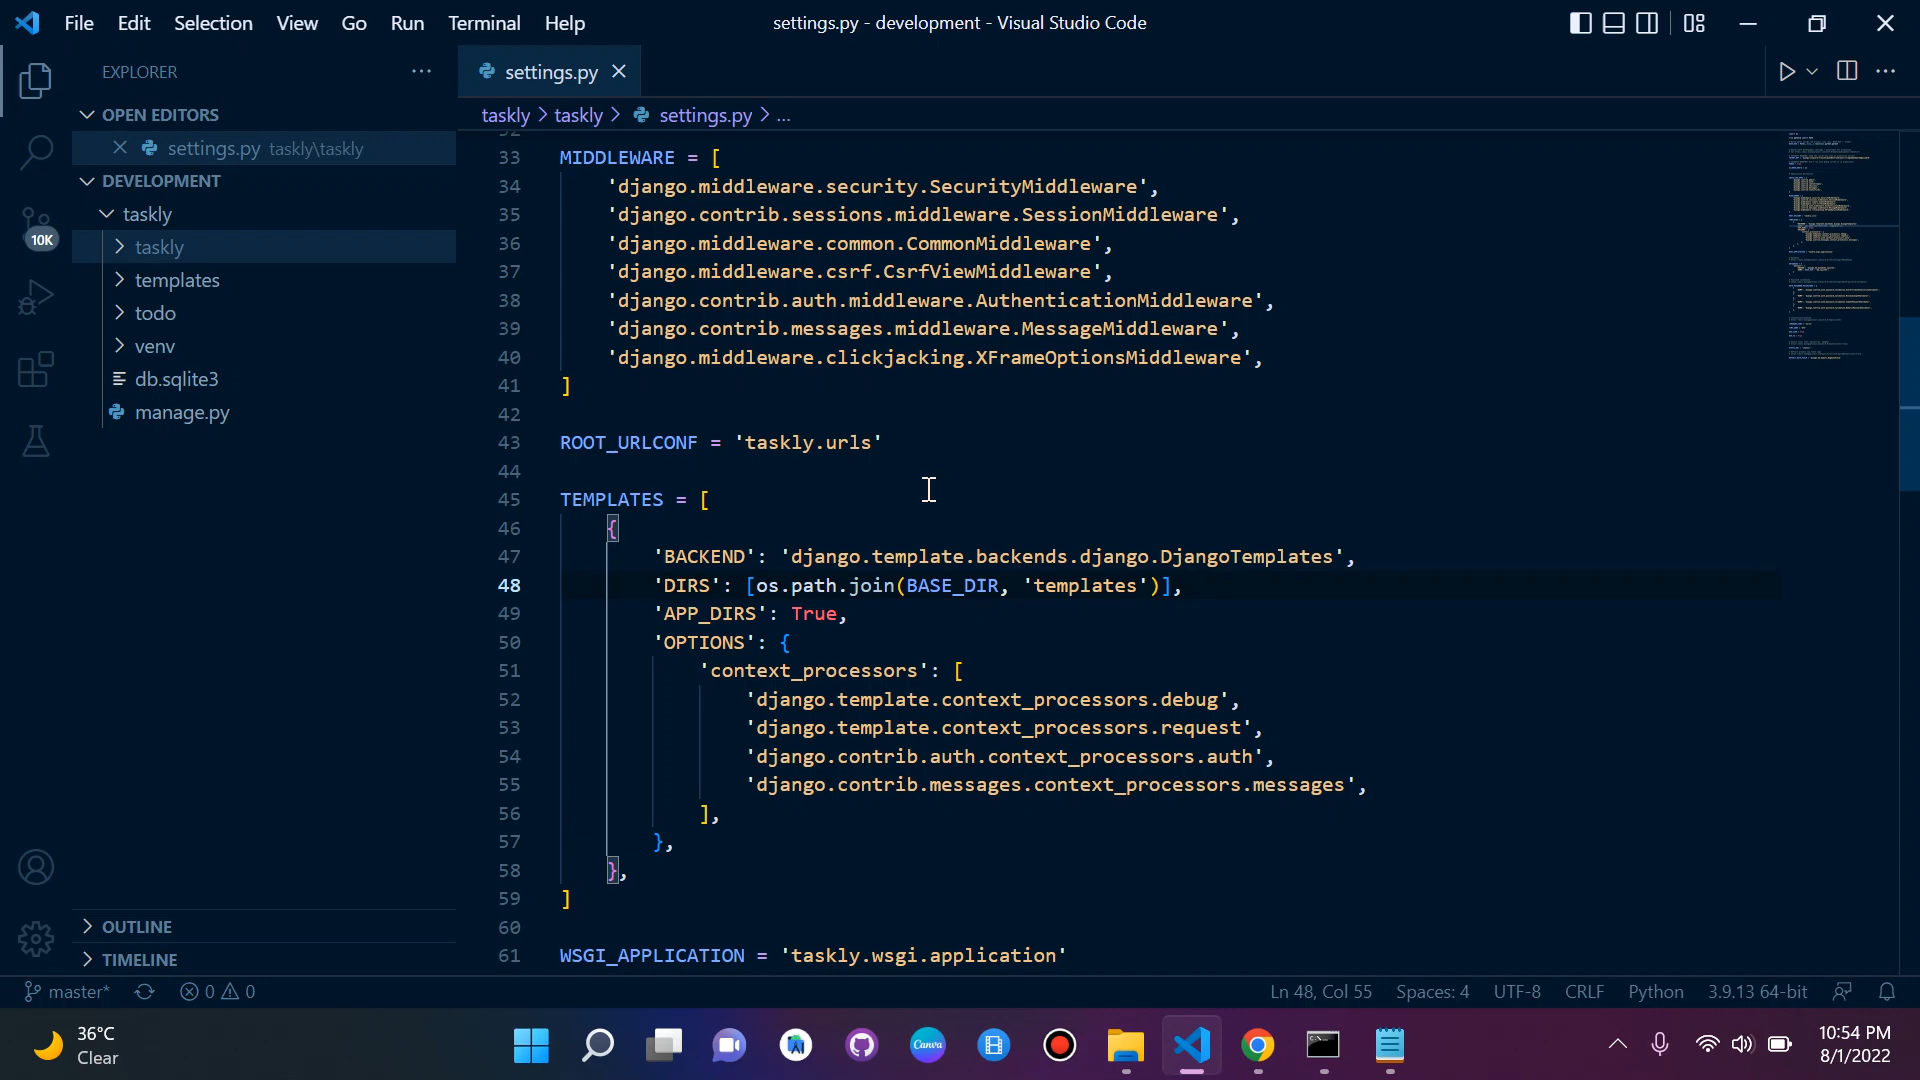 File Edit Selection View Go Run Terminal Help
settings.py - development - Visual Studio Code
EXPLORER
OPEN EDITORS
settings.py taskly\taskly
DEVELOPMENT
taskly
taskly
templates
todo
venv
db.sqlite3
manage.py
10K
OUTLINE
TIMELINE
settings.py
taskly > taskly > settings.py > ...
33 MIDDLEWARE = [
34 'django.middleware.security.SecurityMiddleware',
35 'django.contrib.sessions.middleware.SessionMiddleware',
36 'django.middleware.common.CommonMiddleware',
37 'django.middleware.csrf.CsrfViewMiddleware',
38 'django.contrib.auth.middleware.AuthenticationMiddleware',
39 'django.contrib.messages.middleware.MessageMiddleware',
40 'django.middleware.clickjacking.XFrameOptionsMiddleware',
41 ]
42
43 ROOT_URLCONF = 'taskly.urls'
44
45 TEMPLATES = [
46 {
47 'BACKEND': 'django.template.backends.django.DjangoTemplates',
48 'DIRS': [os.path.join(BASE_DIR, 'templates')],
49 'APP_DIRS': True,
50 'OPTIONS': {
51 'context_processors': [
52 'django.template.context_processors.debug',
53 'django.template.context_processors.request',
54 'django.contrib.auth.context_processors.auth',
55 'django.contrib.messages.context_processors.messages',
56 ],
57 },
58 },
59 ]
60
61 WSGI_APPLICATION = 'taskly.wsgi.application'
master* 0 0
Ln 48, Col 55 Spaces: 4 UTF-8 CRLF Python 3.9.13 64-bit
36°C
Clear
Canva
10:54 PM
8/1/2022